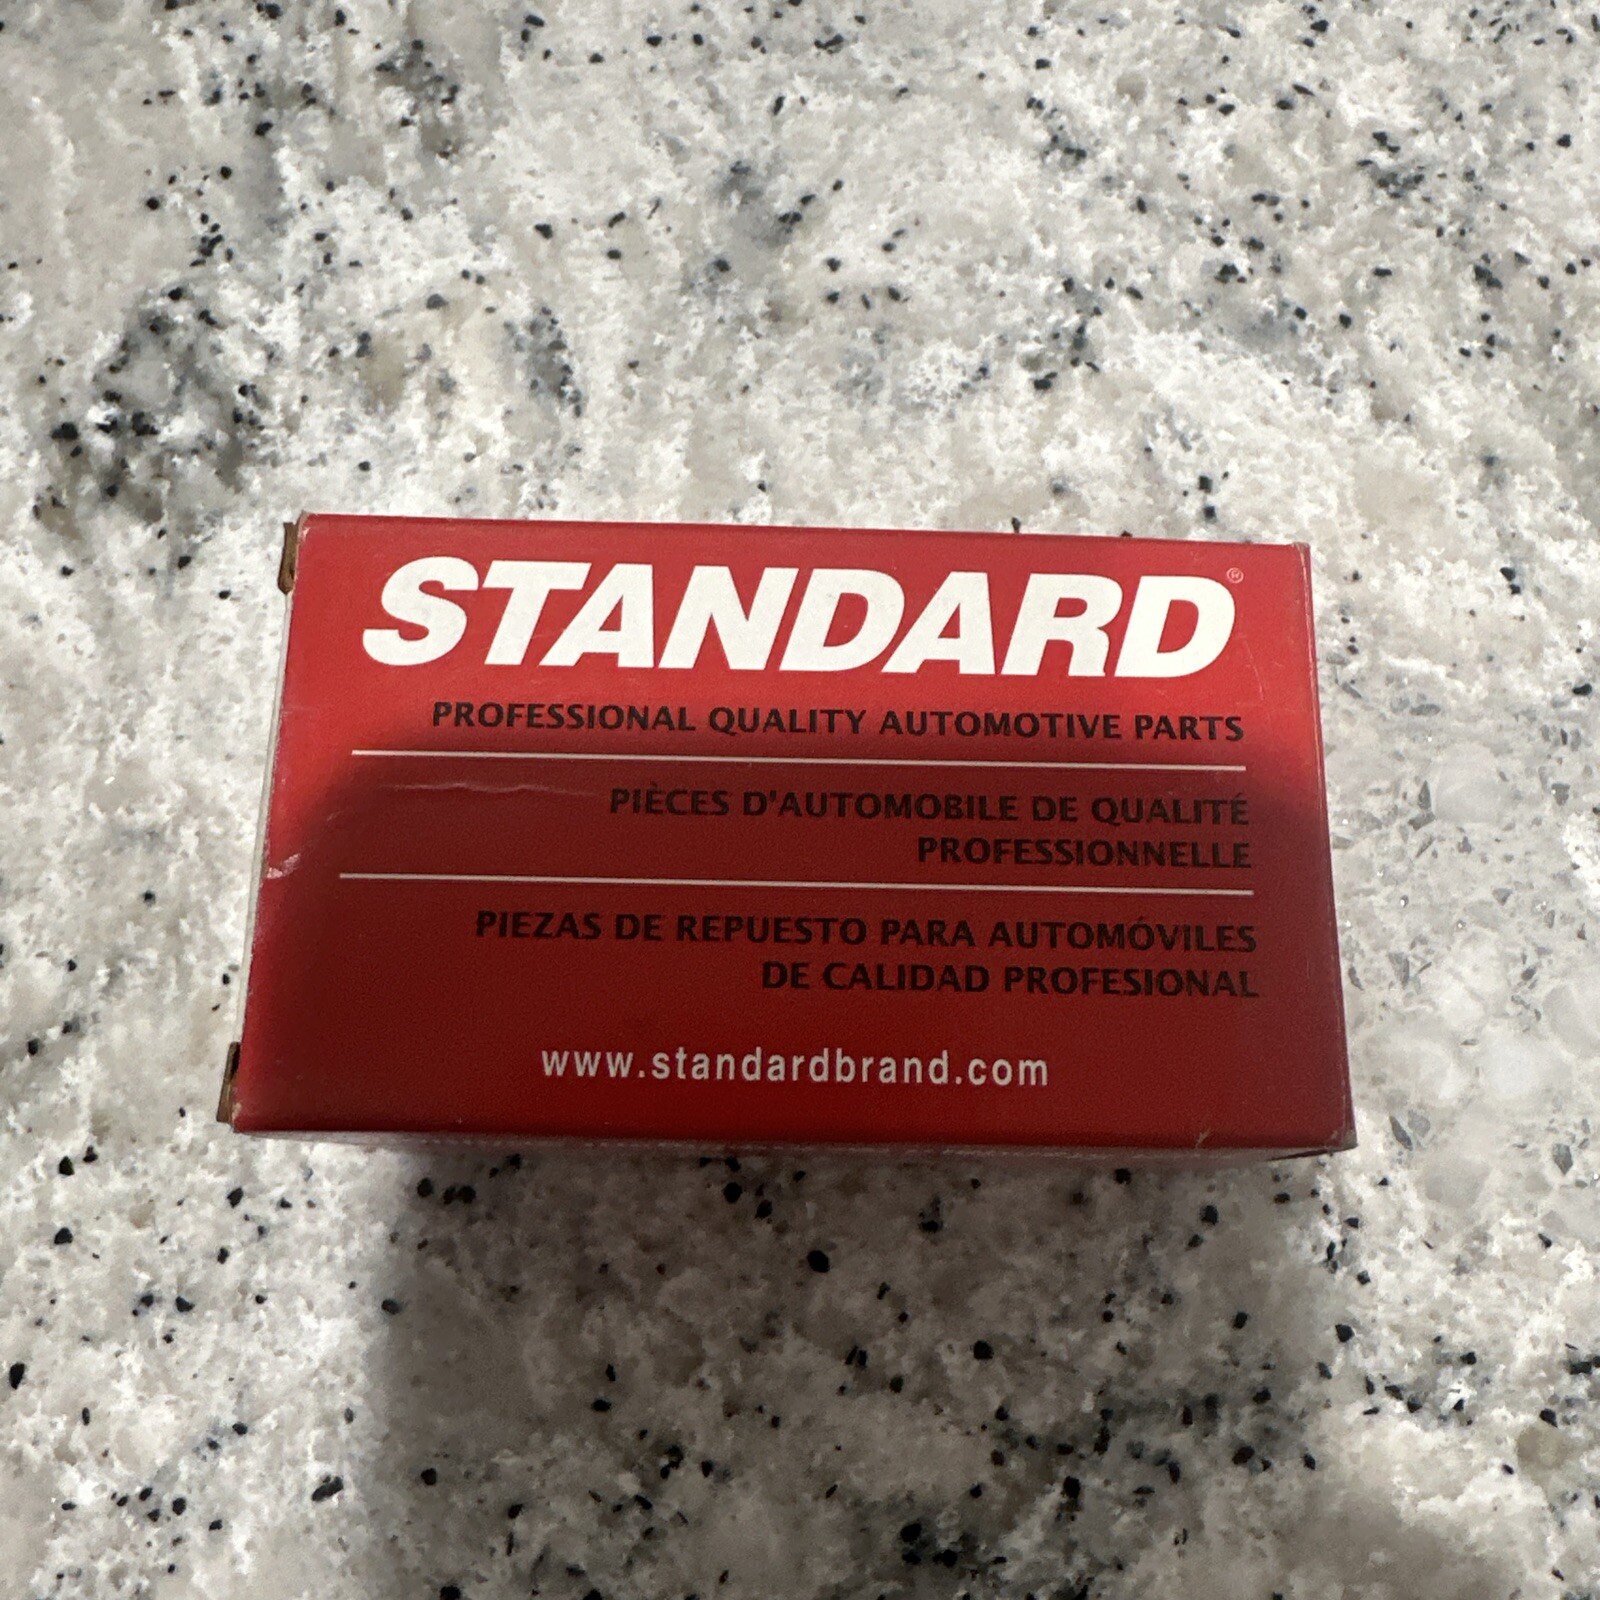 STANDARD®
PROFESSIONAL QUALITY AUTOMOTIVE PARTS
PIÈCES D'AUTOMOBILE DE QUALITÉ
PROFESSIONNELLE
PIEZAS DE REPUESTO PARA AUTOMÓVILES
DE CALIDAD PROFESIONAL
www.standardbrand.com